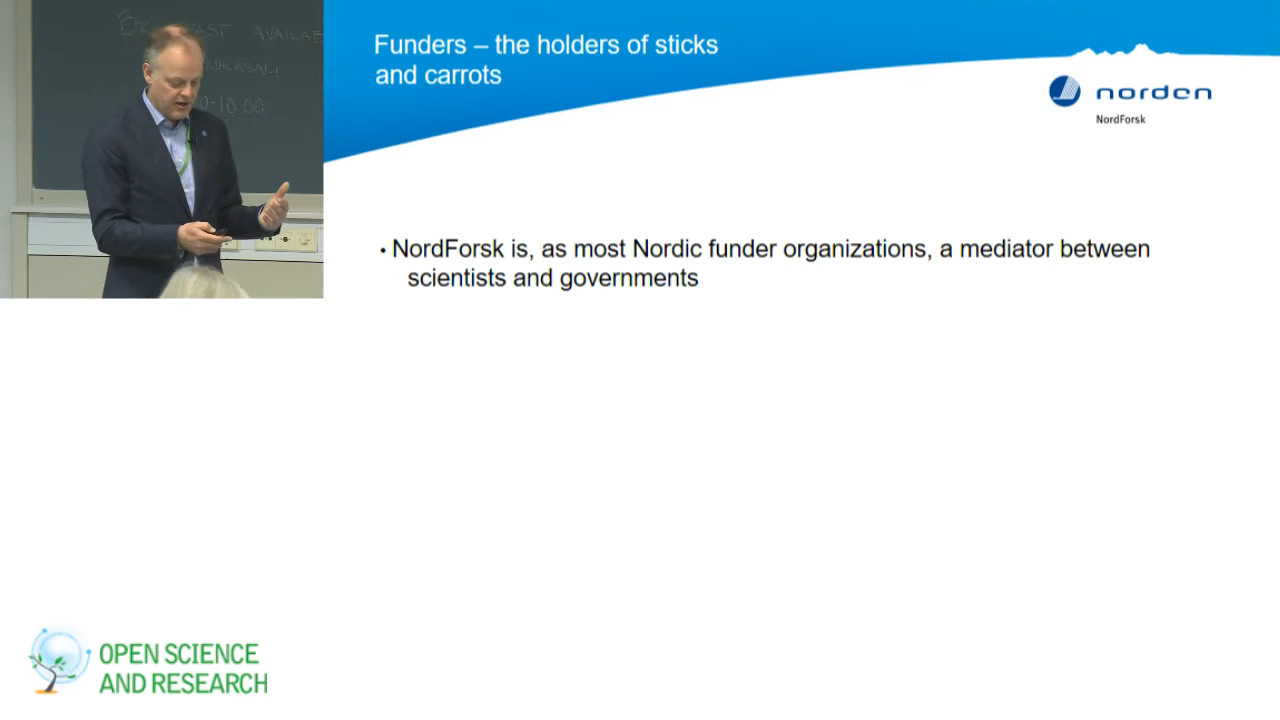 Funders – the holders of sticks
and carrots
norden
NordForsk
• NordForsk is, as most Nordic funder organizations, a mediator between
scientists and governments
OPEN SCIENCE
AND RESEARCH